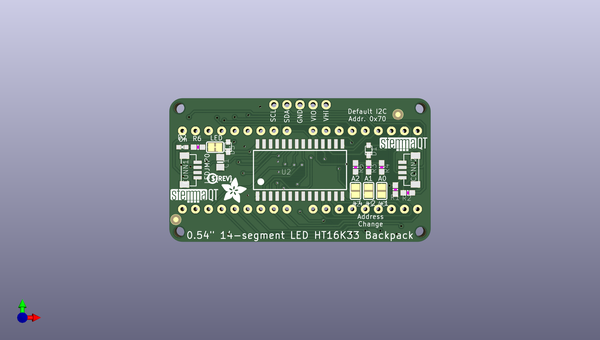 SCL
SDA
GND
VIO
VHI
Default I2C
Addr. 0x70
R6
LED
stemma QT
U2
A2
A1
A0
stemma QT
Address
Change
0.54" 14-segment LED HT16K33 Backpack